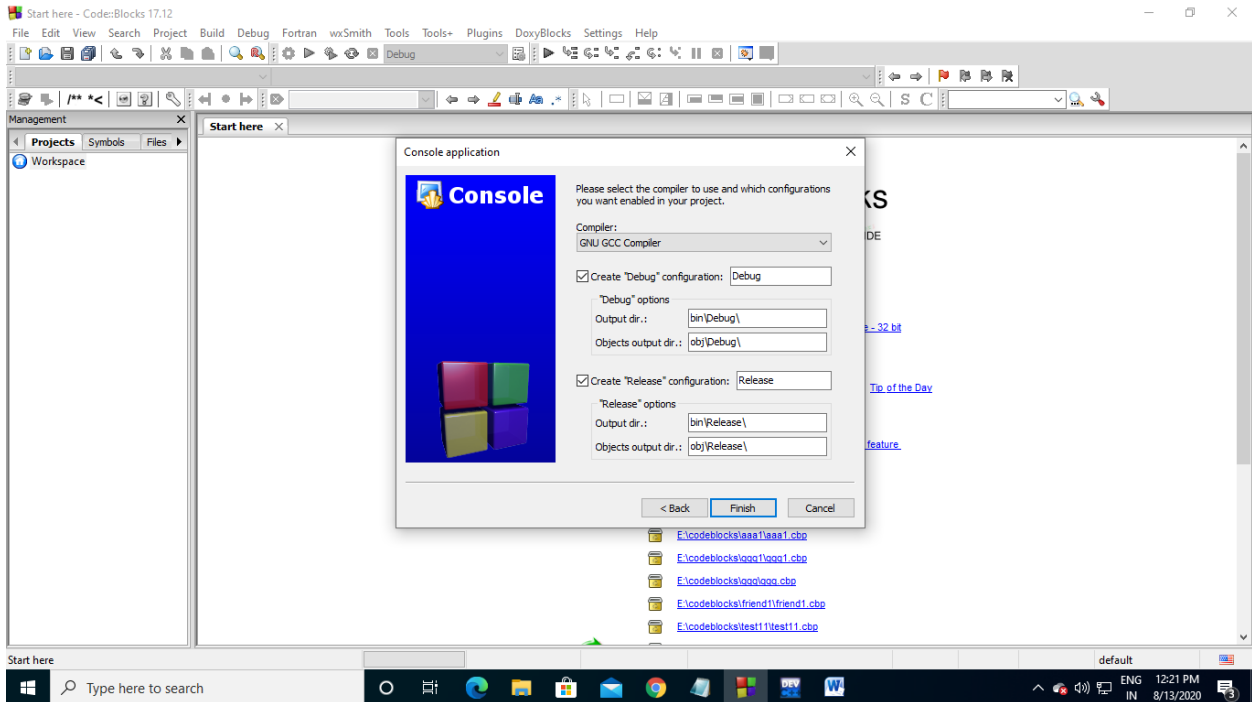 Start here - Code::Blocks 17.12
File Edit View Search Project Build Debug Fortran wxSmith Tools Tools+ Plugins DoxyBlocks Settings Help
Debug
/** *<
S C
Management
Start here
Projects Symbols Files
Workspace
Console application
Console
Please select the compiler to use and which configurations
you want enabled in your project.
Compiler:
GNU GCC Compiler
Create "Debug" configuration: Debug
"Debug" options
Output dir.: bin\Debug\
Objects output dir.: obj\Debug\
Create "Release" configuration: Release
"Release" options
Output dir.: bin\Release\
Objects output dir.: obj\Release\
< Back Finish Cancel
ks
IDE
e - 32 bit
Tip of the Day
feature
E:\codeblocks\aaa1\aaa1.cbp
E:\codeblocks\qqq1\qqq1.cbp
E:\codeblocks\qqq\qqq.cbp
E:\codeblocks\friend1\friend1.cbp
E:\codeblocks\test11\test11.cbp
Start here
default
Type here to search
DEV
W
ENG
IN
12:21 PM
8/13/2020
3